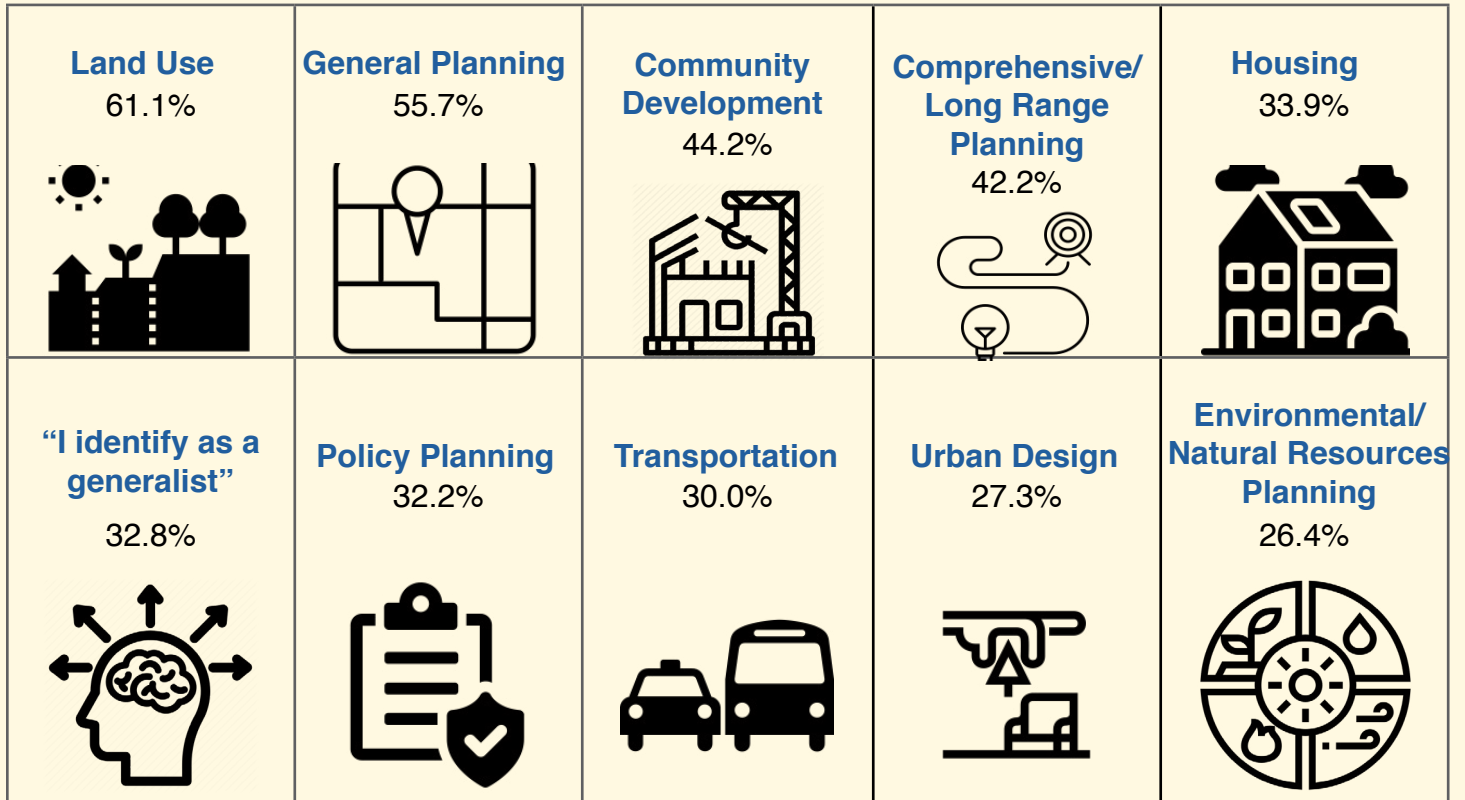 Land Use
61.1%
General Planning
55.7%
Community
Development
44.2%
Comprehensive/
Long Range
Planning
42.2%
Housing
33.9%
“I identify as a
generalist”
32.8%
Policy Planning
32.2%
Transportation
30.0%
Urban Design
27.3%
Environmental/
Natural Resources
Planning
26.4%